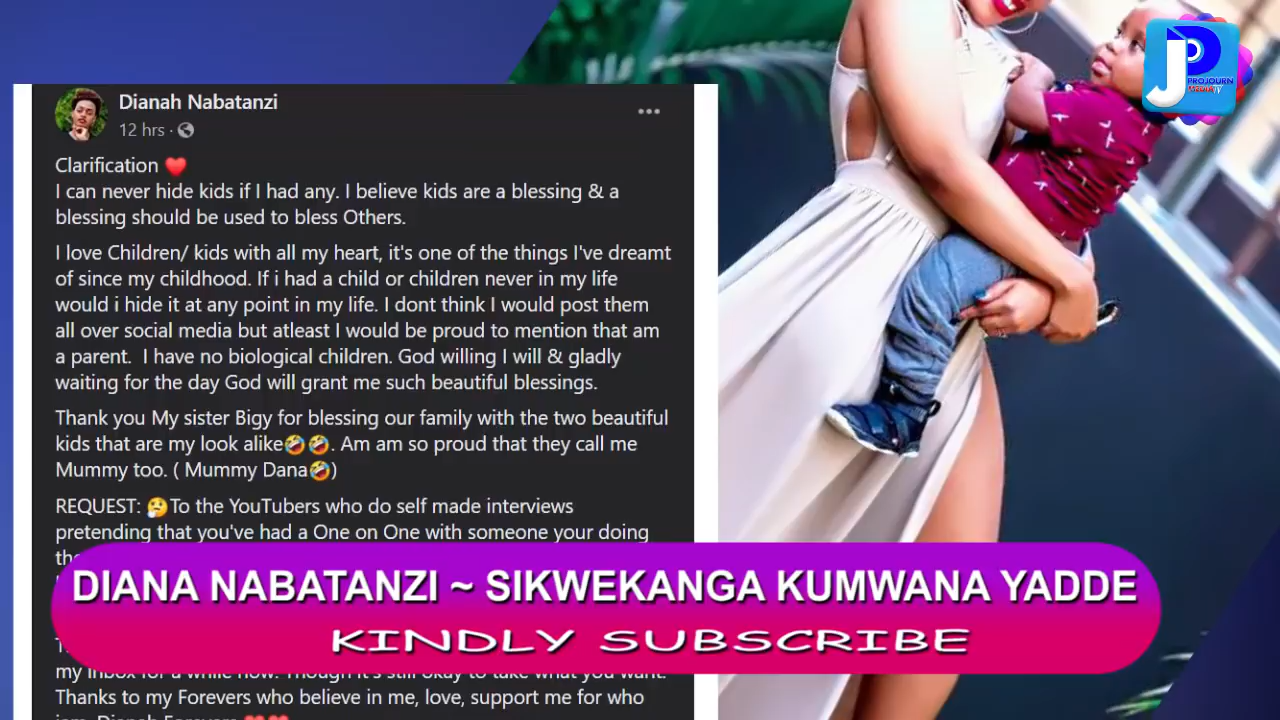 Dianah Nabatanzi
12 hrs ·
Clarification ❤️
I can never hide kids if I had any. I believe kids are a blessing & a
blessing should be used to bless Others.
I love Children/ kids with all my heart, it's one of the things I've dreamt
of since my childhood. If i had a child or children never in my life
would i hide it at any point in my life. I dont think I would post them
all over social media but atleast I would be proud to mention that am
a parent.  I have no biological children. God willing I will & gladly
waiting for the day God will grant me such beautiful blessings.
Thank you My sister Bigy for blessing our family with the two beautiful
kids that are my look alike🤣🤣. Am am so proud that they call me
Mummy too. ( Mummy Dana🤣)
REQUEST: 🤔To the YouTubers who do self made interviews
pretending that you've had a One on One with someone your doing
my inbox for a while now. Though it's still okay to take what you want.
Thanks to my Forevers who believe in me, love, support me for who
iam. Dianah Forevers ❤️❤️
JP
PROJOURN
MEDIA TV
DIANA NABATANZI ~ SIKWEKANGA KUMWANA YADDE
KINDLY SUBSCRIBE